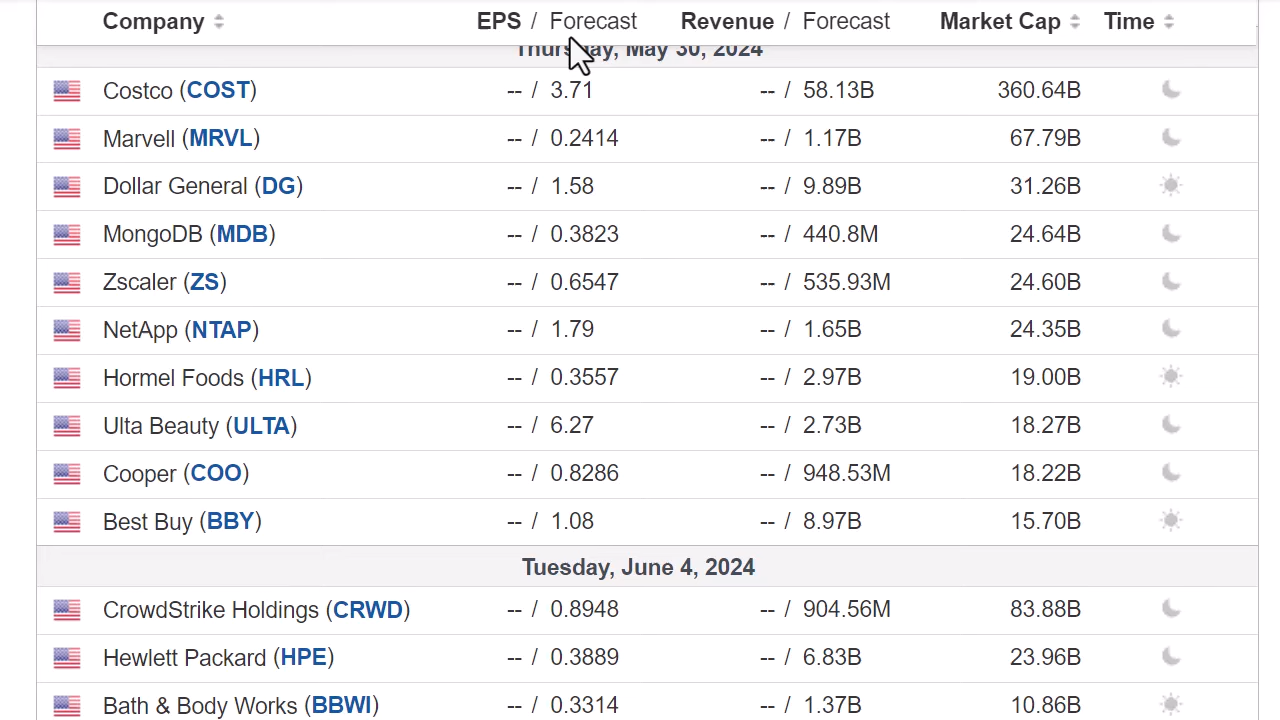 Company EPS / Forecast Revenue / Forecast Market Cap Time
Thursday, May 30, 2024
Costco (COST) -- / 3.71 -- / 58.13B 360.64B
Marvell (MRVL) -- / 0.2414 -- / 1.17B 67.79B
Dollar General (DG) -- / 1.58 -- / 9.89B 31.26B
MongoDB (MDB) -- / 0.3823 -- / 440.8M 24.64B
Zscaler (ZS) -- / 0.6547 -- / 535.93M 24.60B
NetApp (NTAP) -- / 1.79 -- / 1.65B 24.35B
Hormel Foods (HRL) -- / 0.3557 -- / 2.97B 19.00B
Ulta Beauty (ULTA) -- / 6.27 -- / 2.73B 18.27B
Cooper (COO) -- / 0.8286 -- / 948.53M 18.22B
Best Buy (BBY) -- / 1.08 -- / 8.97B 15.70B
Tuesday, June 4, 2024
CrowdStrike Holdings (CRWD) -- / 0.8948 -- / 904.56M 83.88B
Hewlett Packard (HPE) -- / 0.3889 -- / 6.83B 23.96B
Bath & Body Works (BBWI) -- / 0.3314 -- / 1.37B 10.86B